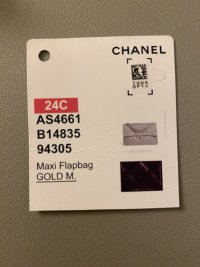 CHANEL
24C
AS4661
B14835
94305
Maxi Flapbag
GOLD M.